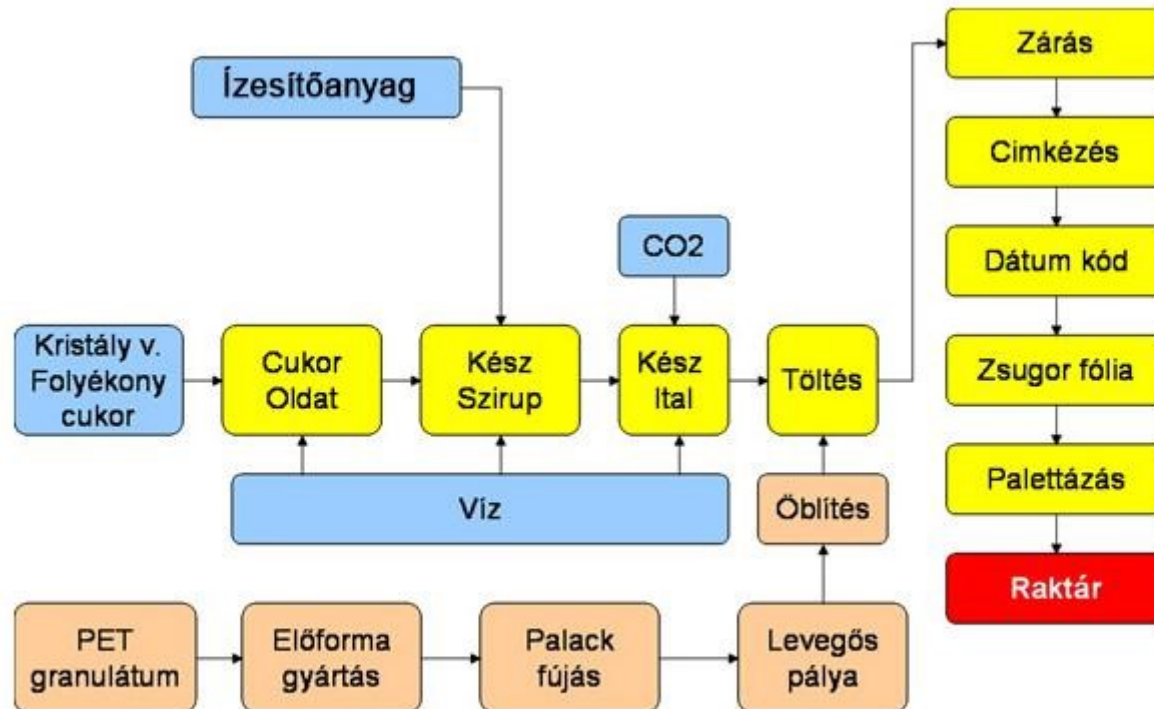 Zárás
Ízesítőanyag
Cimkézés
CO2
Dátum kód
Kristály v.
Folyékony
cukor
Cukor
Oldat
Kész
Szirup
Kész
Ital
Töltés
Zsugor fólia
Víz
Öblítés
Palettázás
Raktár
PET
granulátum
Előforma
gyártás
Palack
fújás
Levegős
pálya